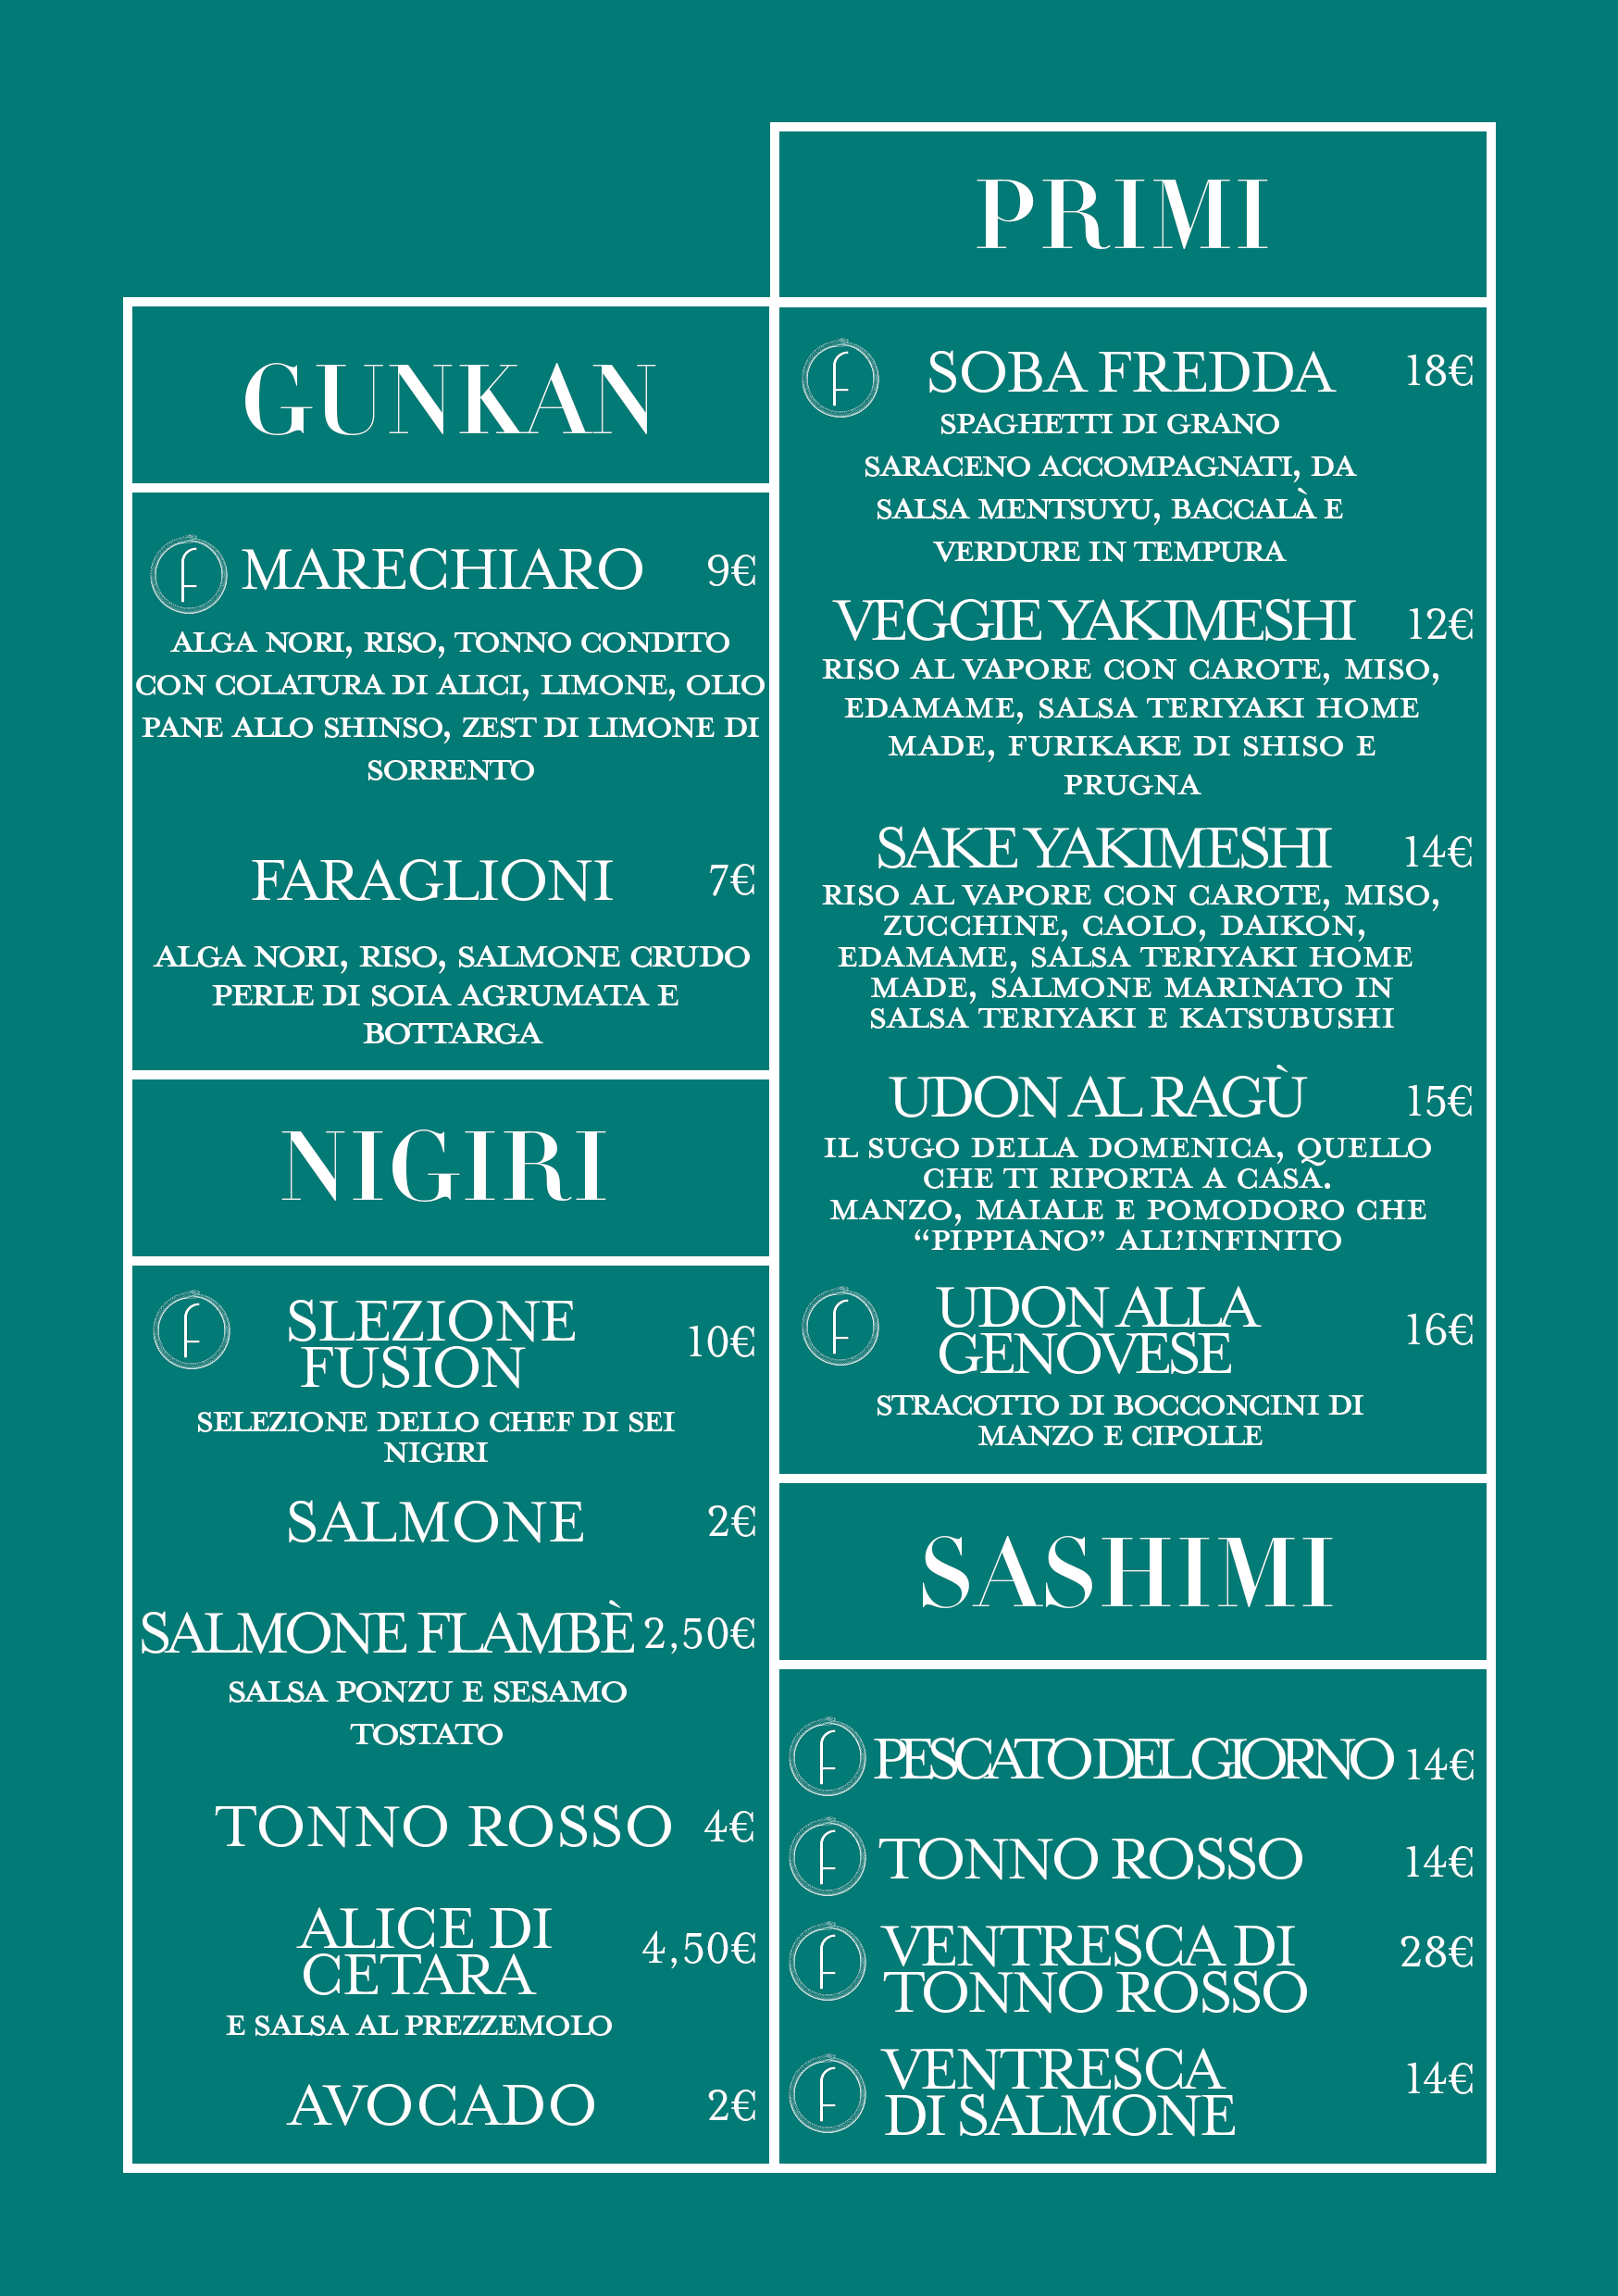 GUNKAN
MARECHIARO 9€
ALGA NORI, RISO, TONNO CONDITO
CON COLATURA DI ALICI, LIMONE, OLIO
PANE ALLO SHINSO, ZEST DI LIMONE DI
SORRENTO
FARAGLIONI 7€
ALGA NORI, RISO, SALMONE CRUDO
PERLE DI SOIA AGRUMATA E
BOTTARGA
NIGIRI
SLEZIONE
FUSION 10€
SELEZIONE DELLO CHEF DI SEI
NIGIRI
SALMONE 2€
SALMONE FLAMBÈ 2,50€
SALSA PONZU E SESAMO
TOSTATO
TONNO ROSSO 4€
ALICE DI
CETARA 4,50€
E SALSA AL PREZZEMOLO
AVOCADO 2€
PRIMI
F SOBA FREDDA 18€
SPAGHETTI DI GRANO
SARACENO ACCOMPAGNATI, DA
SALSA MENTSUYU, BACCALÀ E
VERDURE IN TEMPURA
VEGGIE YAKIMESHI 12€
RISO AL VAPORE CON CAROTE, MISO,
EDAMAME, SALSA TERIYAKI HOME
MADE, FURIKAKE DI SHISO E
PRUGNA
SAKE YAKIMESHI 14€
RISO AL VAPORE CON CAROTE, MISO,
ZUCCHINE, CAOLO, DAIKON,
EDAMAME, SALSA TERIYAKI HOME
MADE, SALMONE MARINATO IN
SALSA TERIYAKI E KATSUBUSHI
UDON AL RAGÙ 15€
IL SUGO DELLA DOMENICA, QUELLO
CHE TI RIPORTA A CASA.
MANZO, MAIALE E POMODORO CHE
“PIPPIANO” ALL’INFINITO
UDON ALLA
GENOVESE 16€
STRACOTTO DI BOCCONCINI DI
MANZO E CIPOLLE
SASHIMI
PESCATO DEL GIORNO 14€
TONNO ROSSO 14€
VENTRESCA DI
TONNO ROSSO 28€
VENTRESCA
DI SALMONE 14€